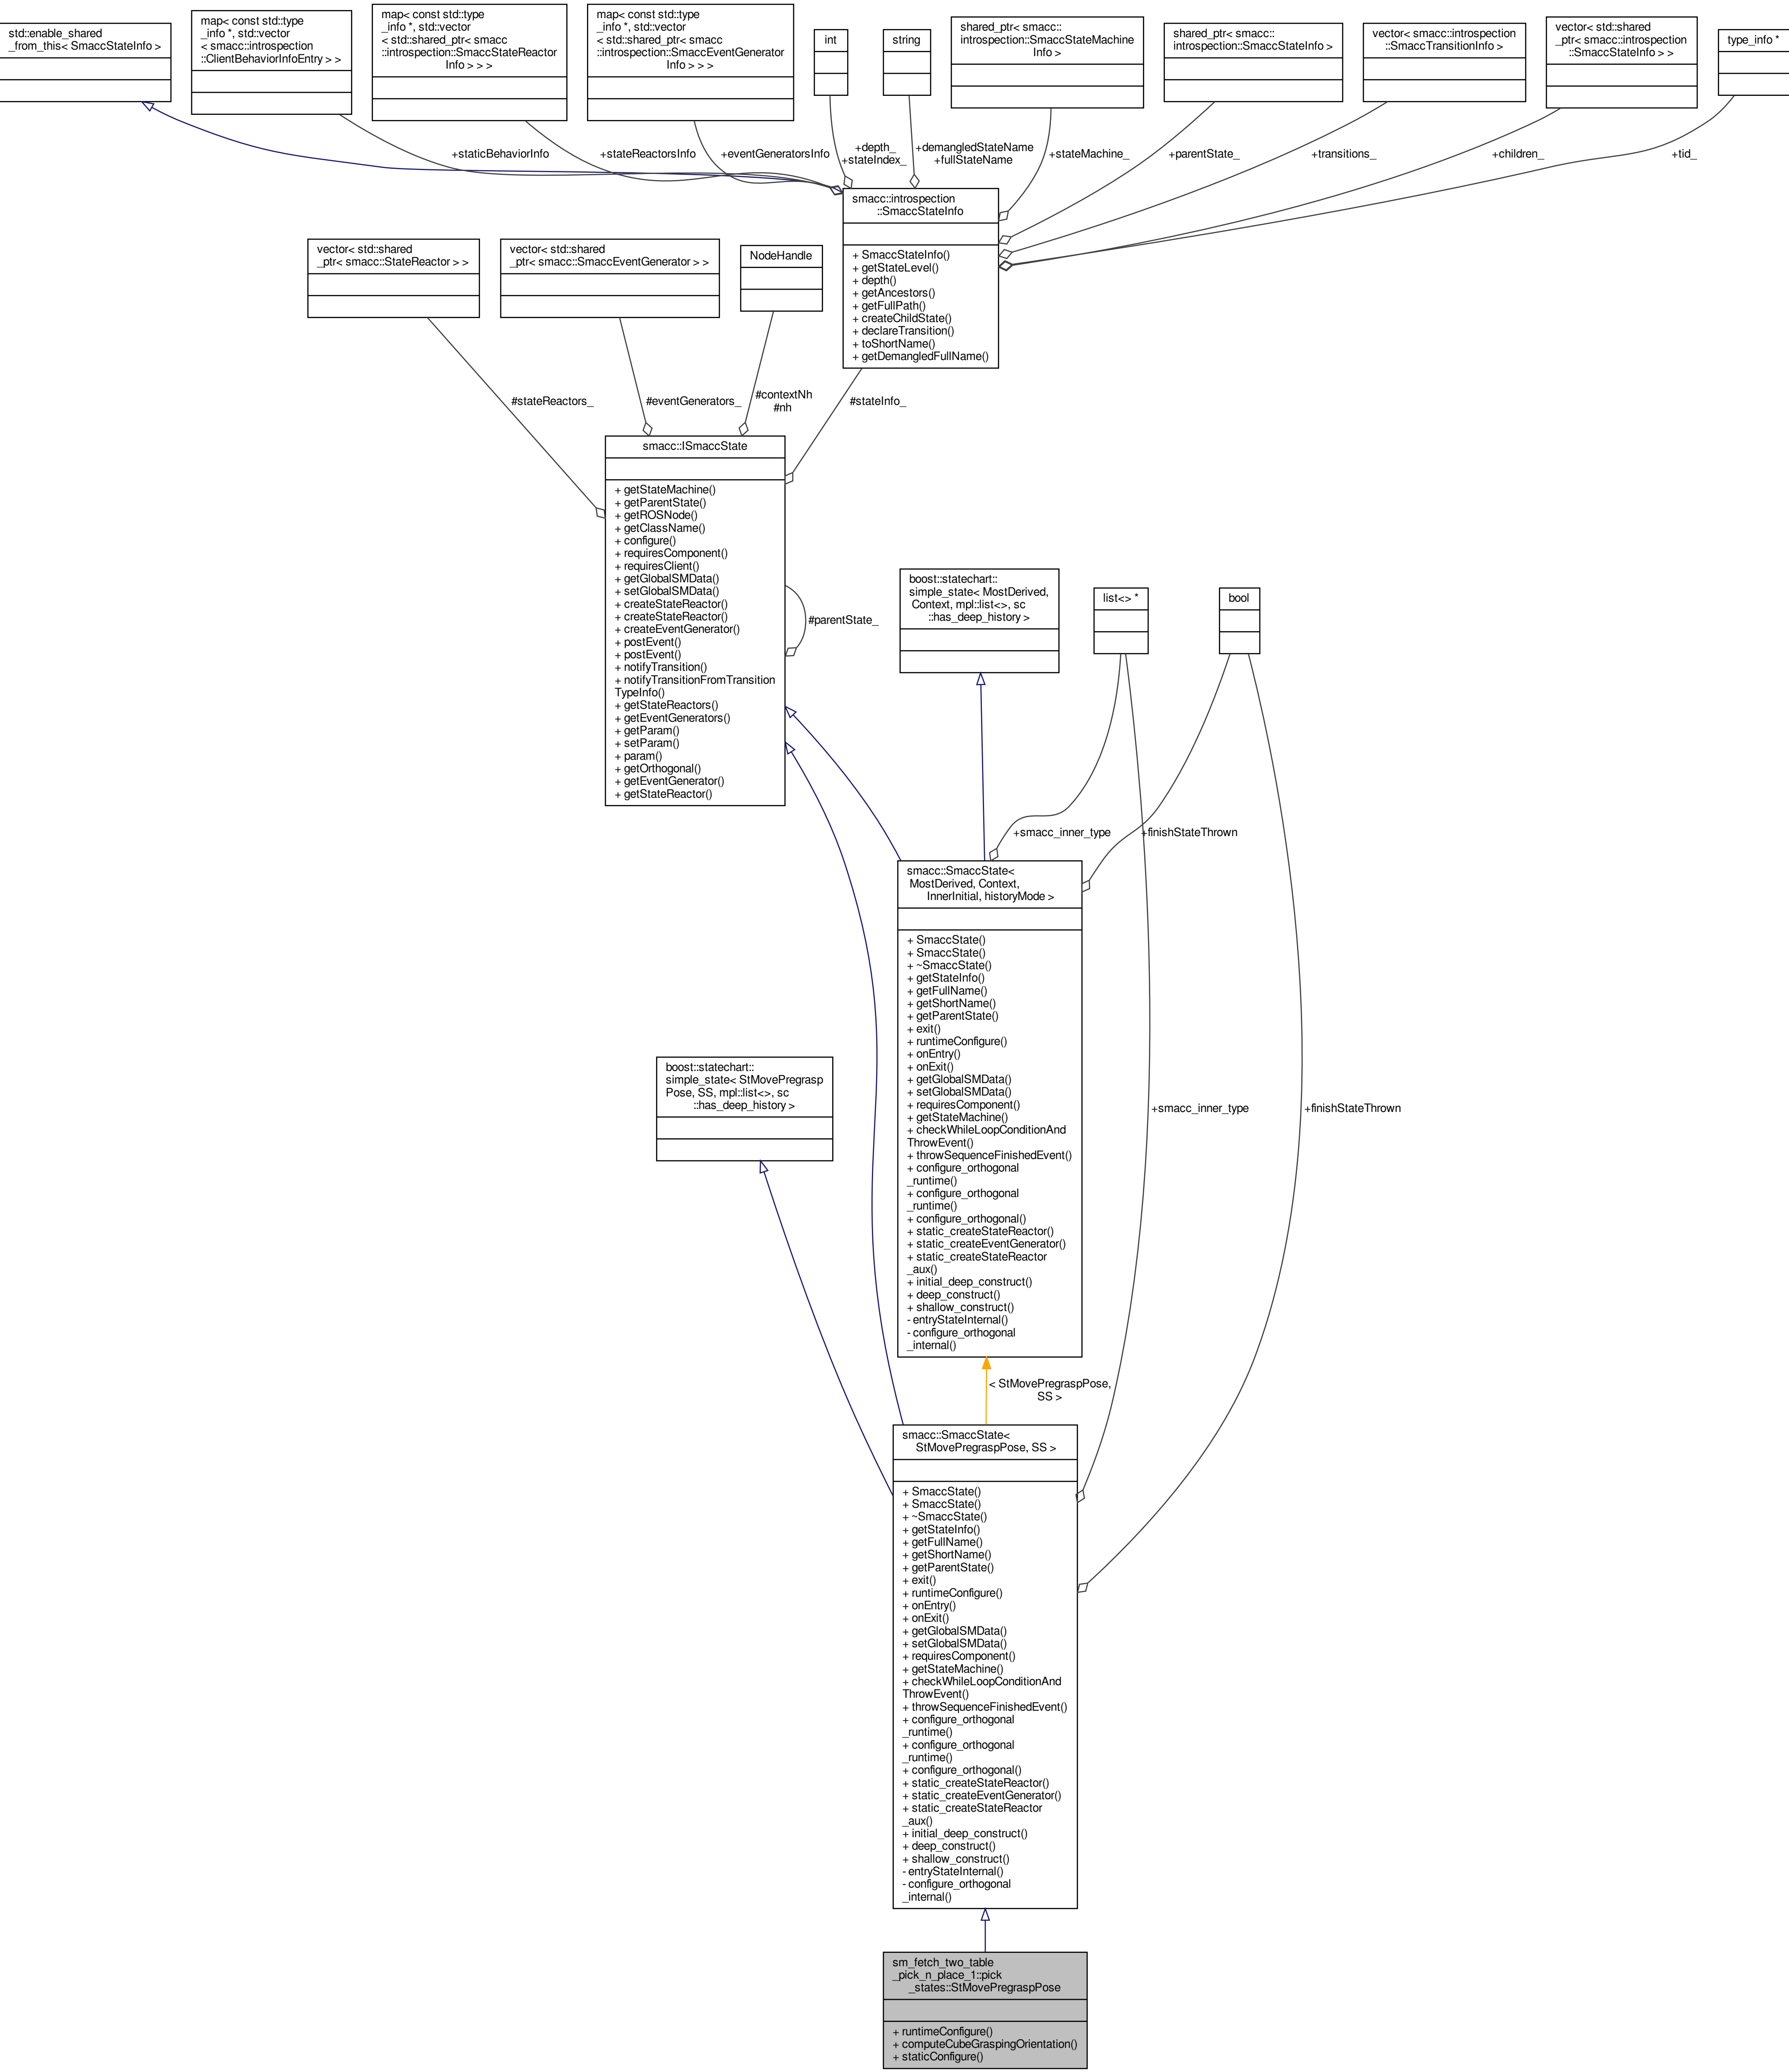 std::enable_shared
_from_this< SmaccStateInfo >
map< const std::type
_info *, std::vector
< smacc::introspection
::ClientBehaviorInfoEntry > >
map< const std::type
_info *, std::vector
< std::shared_ptr< smacc
::introspection::SmaccStateReactor
Info > > >
map< const std::type
_info *, std::vector
< std::shared_ptr< smacc
::introspection::SmaccEventGenerator
Info > > >
int
string
shared_ptr< smacc::
introspection::SmaccStateMachine
Info >
shared_ptr< smacc::
introspection::SmaccStateInfo >
vector< smacc::introspection
::SmaccTransitionInfo >
vector< std::shared
_ptr< smacc::introspection
::SmaccStateInfo > >
type_info *
+staticBehaviorInfo
+stateReactorsInfo
+eventGeneratorsInfo
+depth_
+stateIndex_
+demangledStateName
+fullStateName
+stateMachine_
+parentState_
+transitions_
+children_
+tid_
smacc::introspection
::SmaccStateInfo
+ SmaccStateInfo()
+ getStateLevel()
+ depth()
+ getAncestors()
+ getFullPath()
+ createChildState()
+ declareTransition()
+ toShortName()
+ getDemangledFullName()
vector< std::shared
_ptr< smacc::StateReactor > >
vector< std::shared
_ptr< smacc::SmaccEventGenerator > >
NodeHandle
#stateReactors_
#eventGenerators_
#contextNh
#nh
#stateInfo_
smacc::ISmaccState
+ getStateMachine()
+ getParentState()
+ getROSNode()
+ getClassName()
+ configure()
+ requiresComponent()
+ requiresClient()
+ getGlobalSMData()
+ setGlobalSMData()
+ createStateReactor()
+ createStateReactor()
+ createEventGenerator()
+ postEvent()
+ postEvent()
+ notifyTransition()
+ notifyTransitionFromTransition
TypeInfo()
+ getStateReactors()
+ getEventGenerators()
+ getParam()
+ setParam()
+ param()
+ getOrthogonal()
+ getEventGenerator()
+ getStateReactor()
#parentState_
boost::statechart::
simple_state< MostDerived,
Context, mpl::list<>, sc
::has_deep_history >
list<> *
bool
+smacc_inner_type
+finishStateThrown
smacc::SmaccState<
MostDerived, Context,
InnerInitial, historyMode >
+ SmaccState()
+ SmaccState()
+ ~SmaccState()
+ getStateInfo()
+ getFullName()
+ getShortName()
+ getParentState()
+ exit()
+ runtimeConfigure()
+ onEntry()
+ onExit()
+ getGlobalSMData()
+ setGlobalSMData()
+ requiresComponent()
+ getStateMachine()
+ checkWhileLoopConditionAnd
ThrowEvent()
+ throwSequenceFinishedEvent()
+ configure_orthogonal
_runtime()
+ configure_orthogonal
_runtime()
+ configure_orthogonal()
+ static_createStateReactor()
+ static_createEventGenerator()
+ static_createStateReactor
_aux()
+ initial_deep_construct()
+ deep_construct()
+ shallow_construct()
- entryStateInternal()
- configure_orthogonal
_internal()
boost::statechart::
simple_state< StMovePregrasp
Pose, SS, mpl::list<>, sc
::has_deep_history >
+smacc_inner_type
+finishStateThrown
< StMovePregraspPose,
SS >
smacc::SmaccState<
StMovePregraspPose, SS >
+ SmaccState()
+ SmaccState()
+ ~SmaccState()
+ getStateInfo()
+ getFullName()
+ getShortName()
+ getParentState()
+ exit()
+ runtimeConfigure()
+ onEntry()
+ onExit()
+ getGlobalSMData()
+ setGlobalSMData()
+ requiresComponent()
+ getStateMachine()
+ checkWhileLoopConditionAnd
ThrowEvent()
+ throwSequenceFinishedEvent()
+ configure_orthogonal
_runtime()
+ configure_orthogonal
_runtime()
+ configure_orthogonal()
+ static_createStateReactor()
+ static_createEventGenerator()
+ static_createStateReactor
_aux()
+ initial_deep_construct()
+ deep_construct()
+ shallow_construct()
- entryStateInternal()
- configure_orthogonal
_internal()
sm_fetch_two_table
_pick_n_place_1::pick
_states::StMovePregraspPose
+ runtimeConfigure()
+ computeCubeGraspingOrientation()
+ staticConfigure()